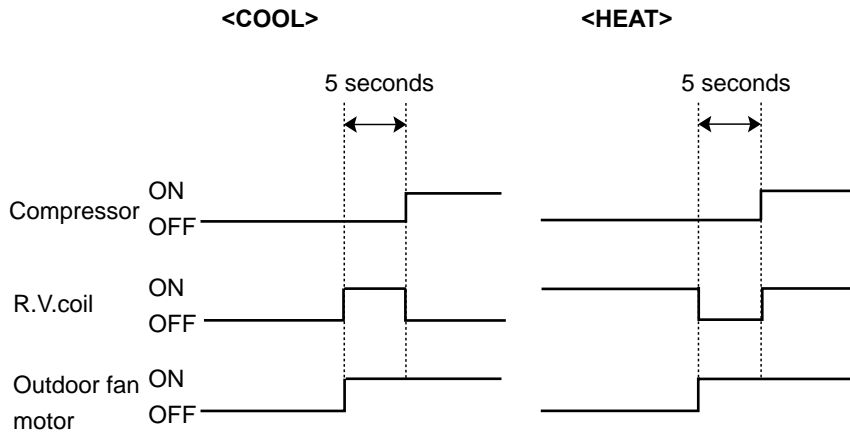 <COOL> <HEAT>
5 seconds 5 seconds
Compressor ON
OFF
R.V.coil ON
OFF
Outdoor fan motor ON
OFF